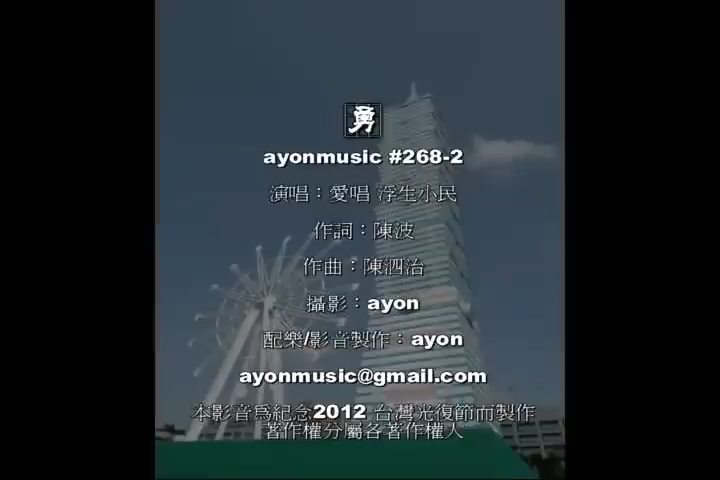 勇
ayonmusic #268-2
演唱：愛唱 浮生小民
作詞：陳波
作曲：陳泗治
攝影：ayon
配樂/影音製作：ayon
ayonmusic@gmail.com
本影音為紀念2012 台灣光復節而製作
著作權分屬各著作權人